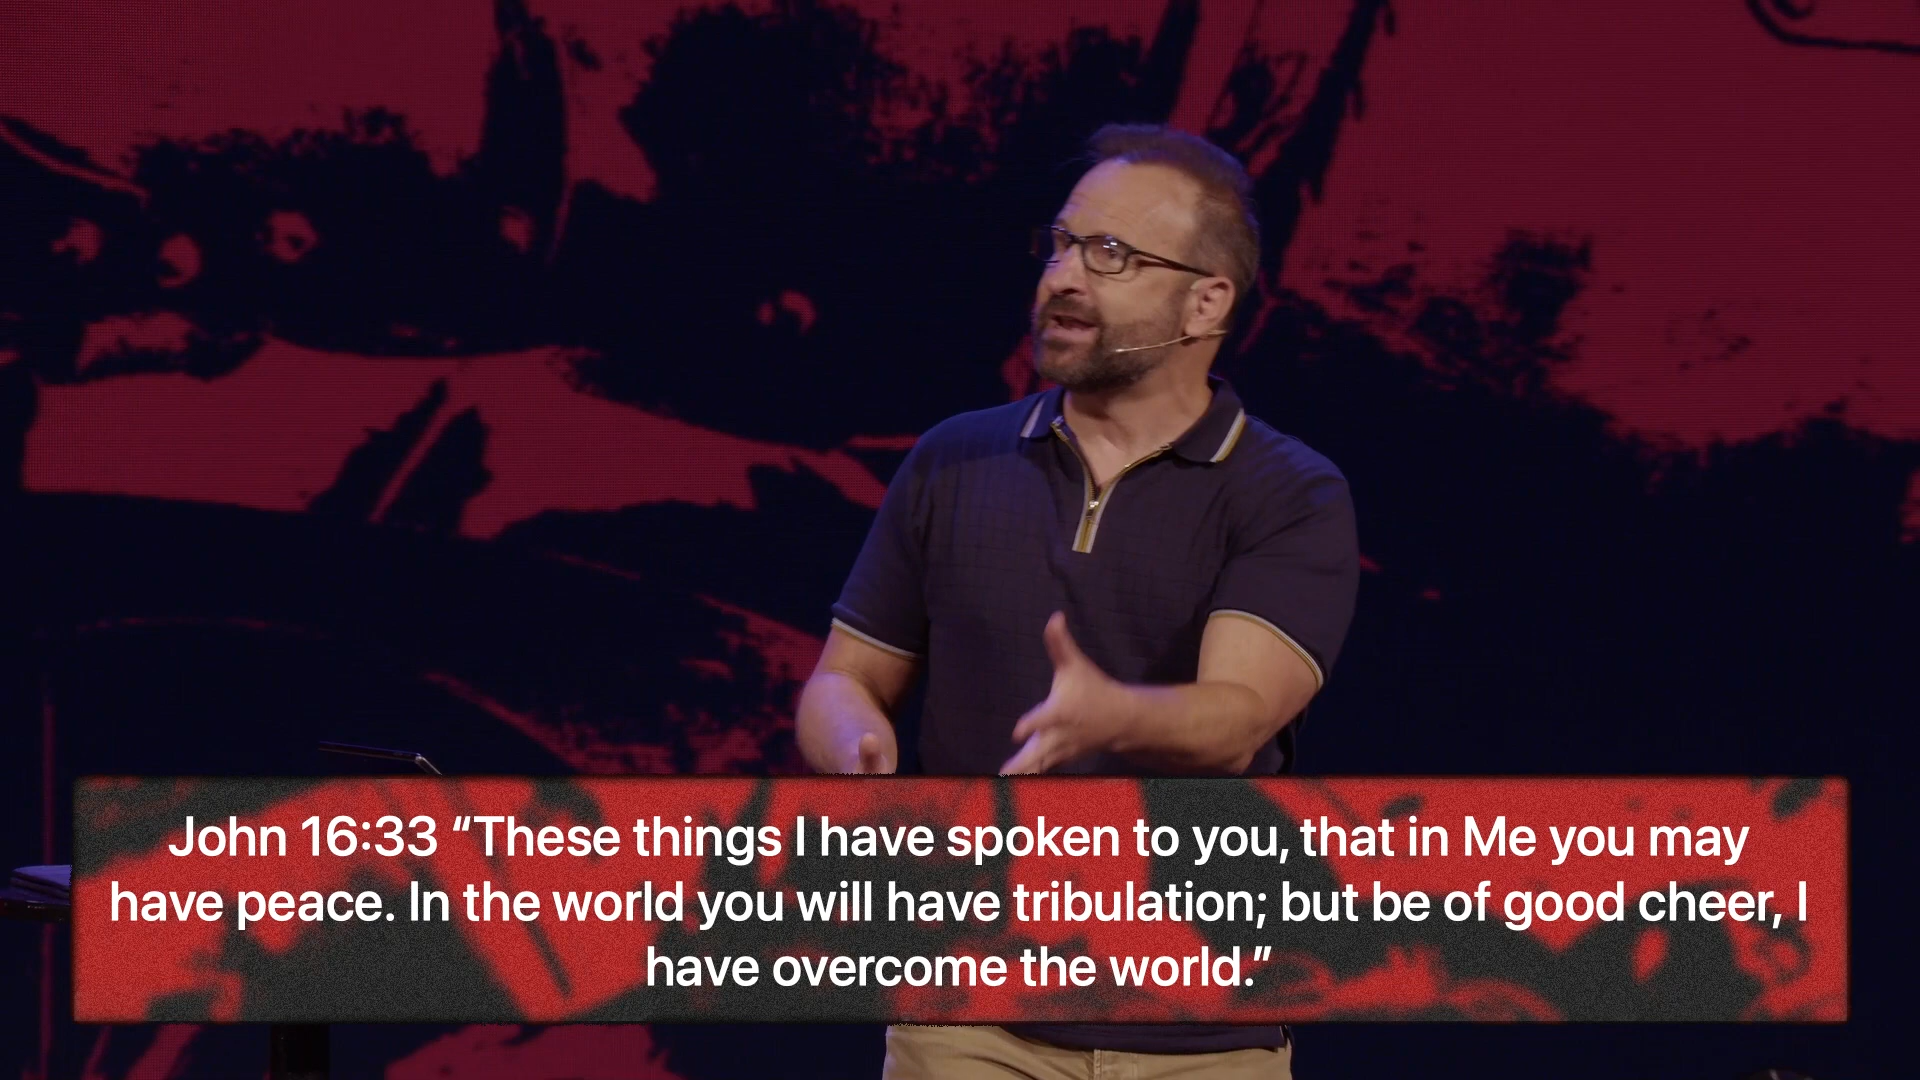 John 16:33 “These things I have spoken to you, that in Me you may
have peace. In the world you will have tribulation; but be of good cheer, I
have overcome the world.”